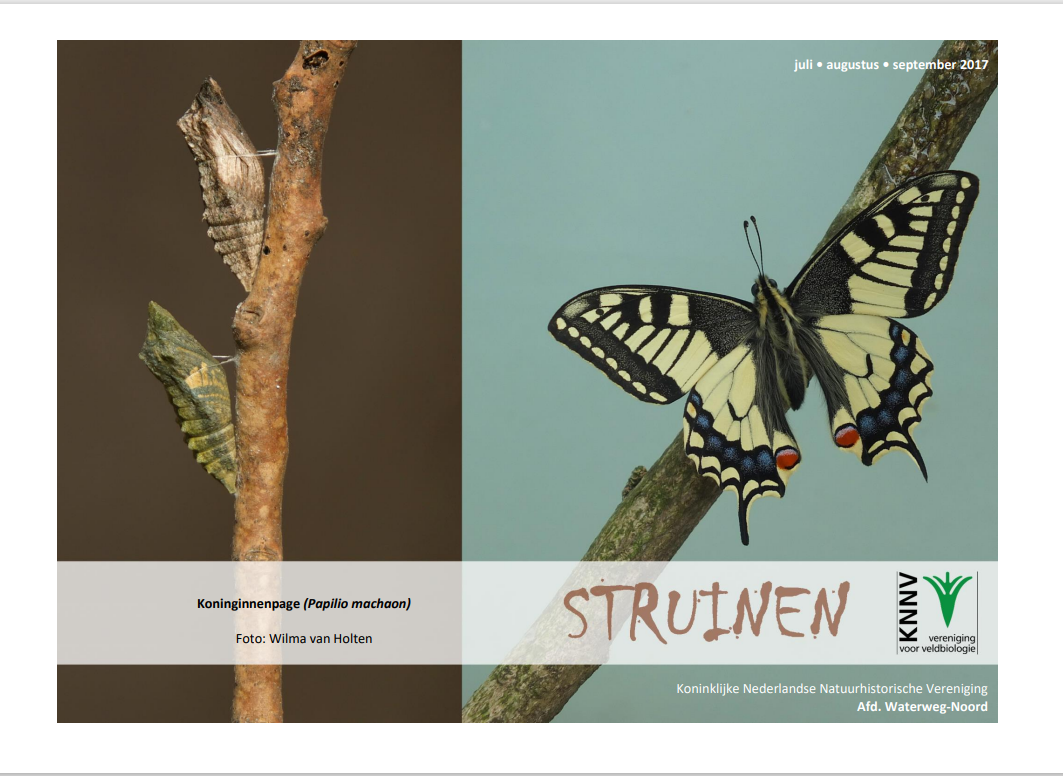 juli • augustus • september 2017
Koninginnenpage (Papilio machaon)
Foto: Wilma van Holten
STRUINEN
KNNV
vereniging
voor veldbiologie
Koninklijke Nederlandse Natuurhistorische Vereniging
Afd. Waterweg-Noord